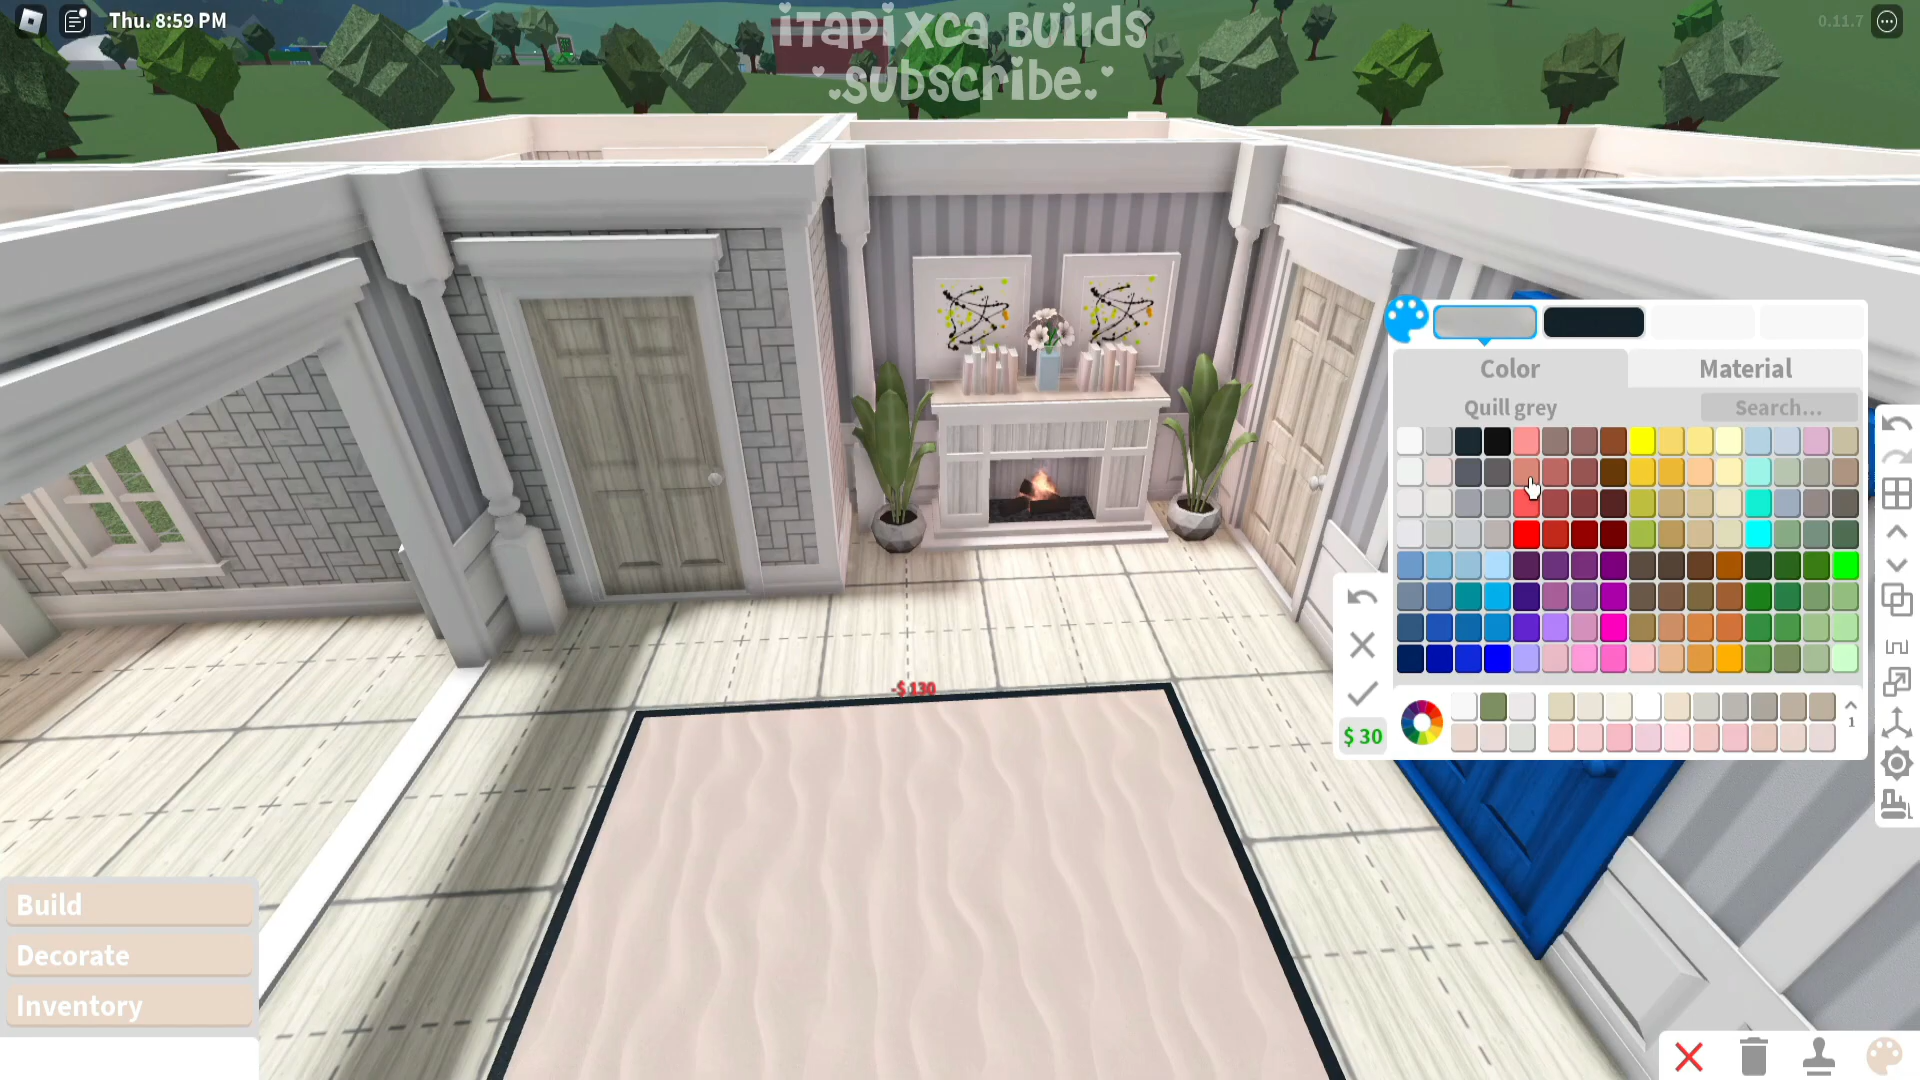 Thu. 8:59 PM
iTapixca Builds
0.11.7
.subscribe.
Color
Material
Quill grey
Search...
-$130
$ 30
1
Build
Decorate
Inventory